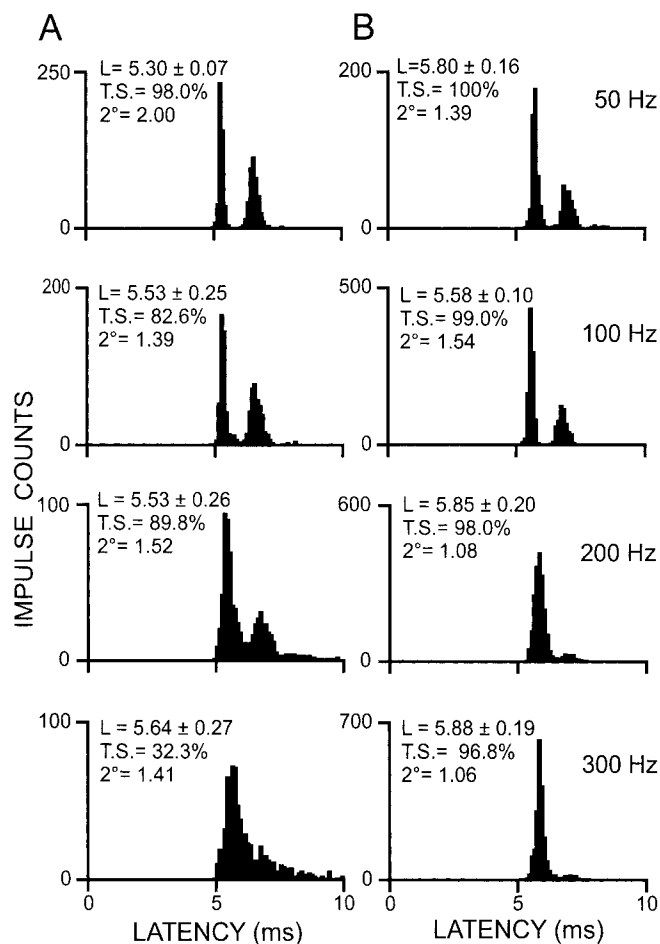 A
B
250
L= 5.30 ± 0.07
T.S.= 98.0%
2°= 2.00
0
200
L=5.80 ± 0.16
T.S.= 100%
2°= 1.39
0
50 Hz
200
L= 5.53 ± 0.25
T.S.= 82.6%
2°= 1.39
0
500
L = 5.58 ± 0.10
T.S.= 99.0%
2°= 1.54
0
100 Hz
IMPULSE COUNTS
100
L = 5.53 ± 0.26
T.S.= 89.8%
2°= 1.52
0
600
L = 5.85 ± 0.20
T.S.= 98.0%
2°= 1.08
0
200 Hz
100
L = 5.64 ± 0.27
T.S.= 32.3%
2°= 1.41
0
700
L = 5.88 ± 0.19
T.S.= 96.8%
2°= 1.06
0
300 Hz
0 5 10
0 5 10
LATENCY (ms)
LATENCY (ms)